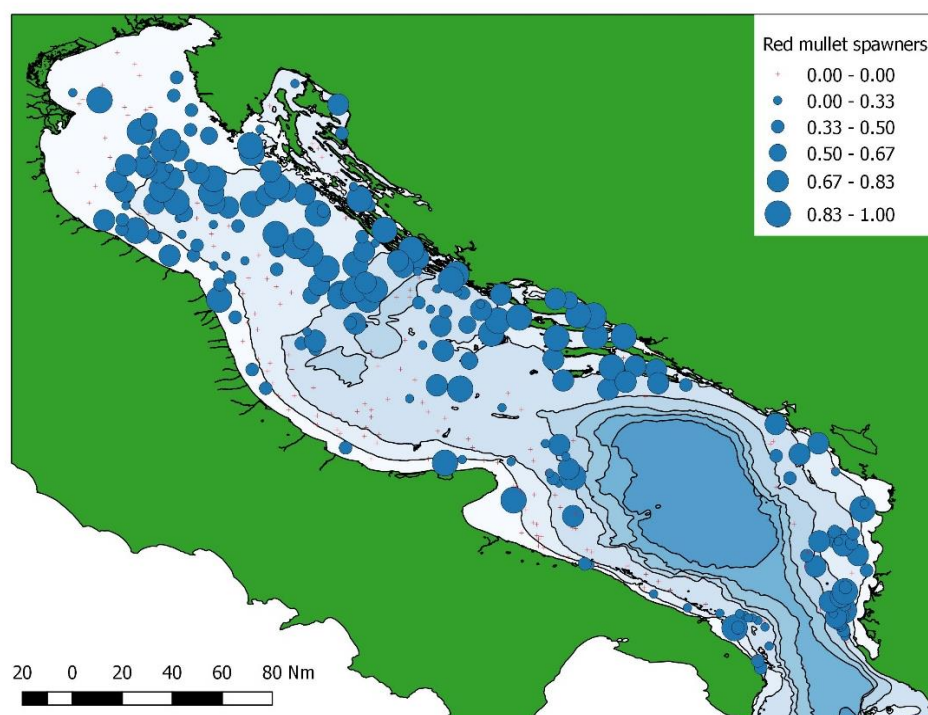 Red mullet spawners
0.00 - 0.00
0.00 - 0.33
0.33 - 0.50
0.50 - 0.67
0.67 - 0.83
0.83 - 1.00
20 0 20 40 60 80 Nm